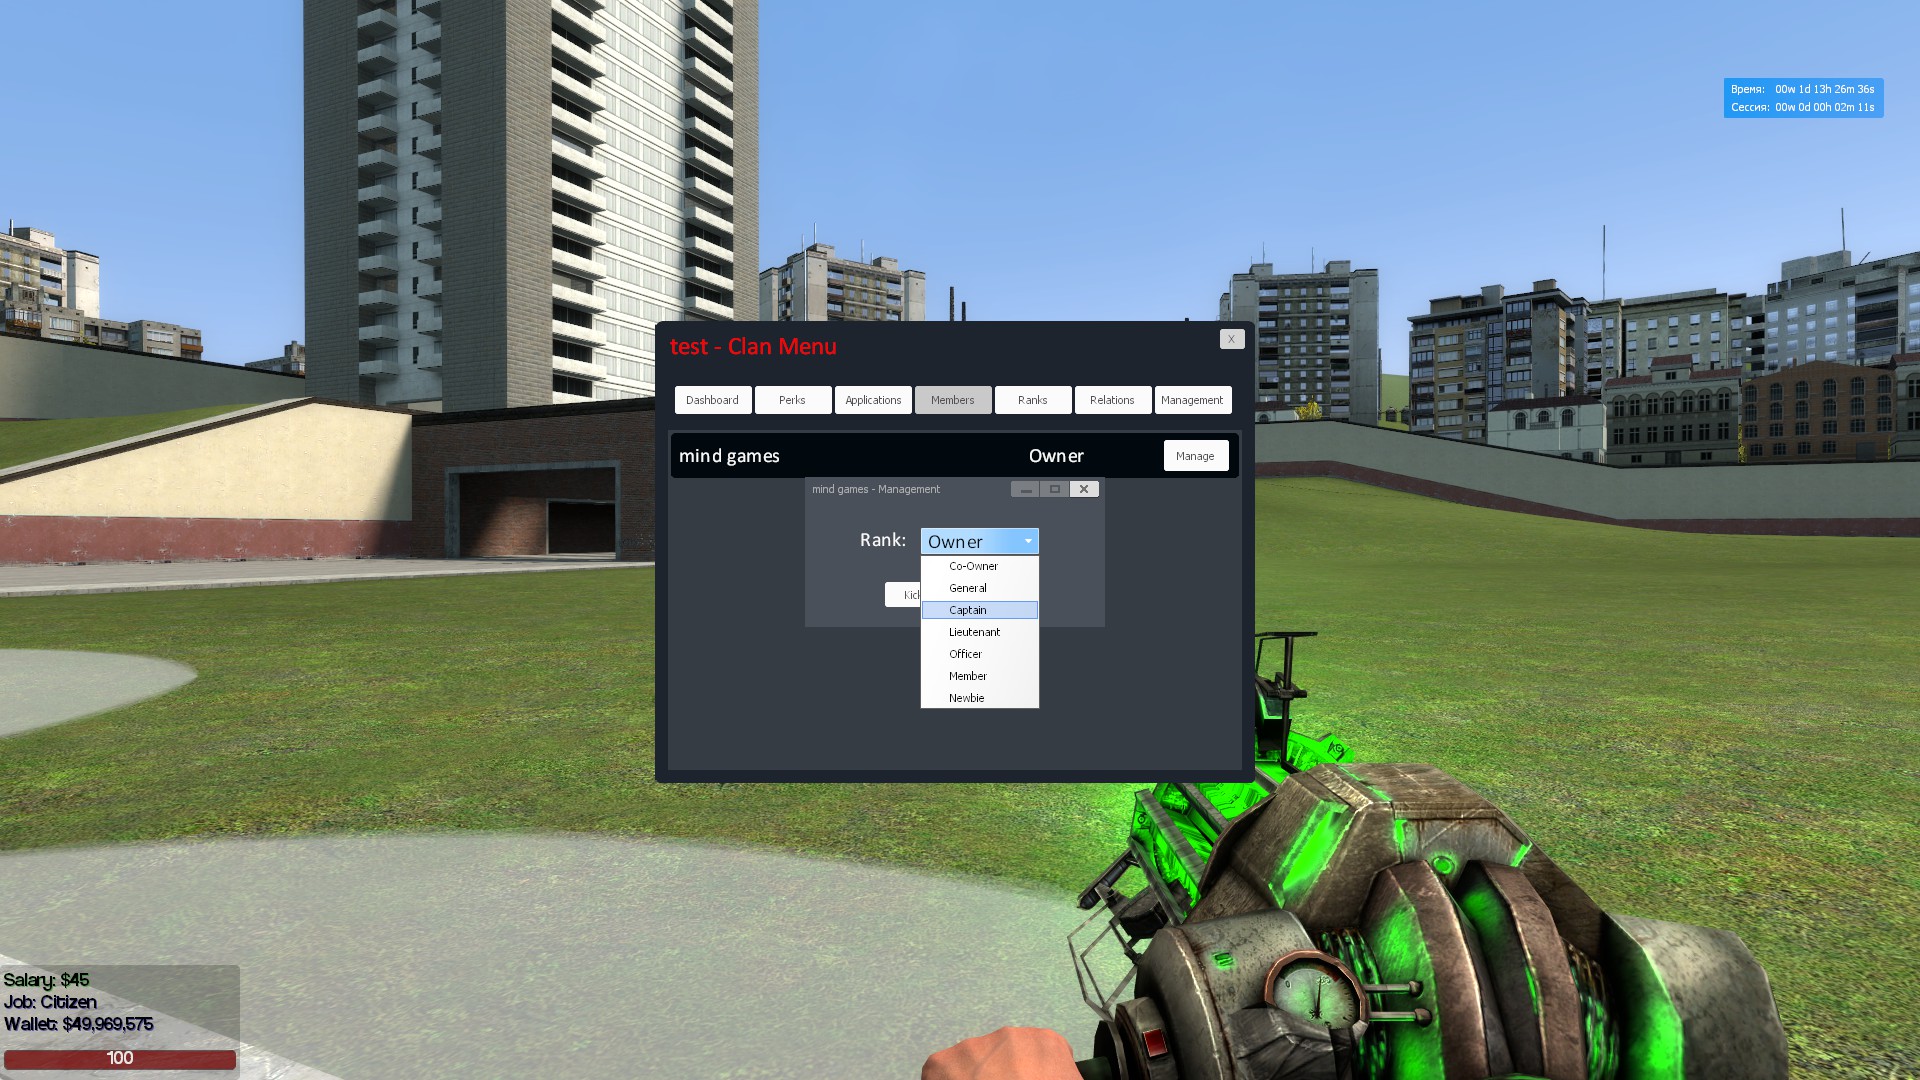 Время: 00w 1d 13h 26m 36s
Сессия: 00w 0d 00h 02m 11s
test - Clan Menu
X
Dashboard Perks Applications Members Ranks Relations Management
mind games Owner Manage
mind games - Management
Rank: Owner
Co-Owner
General
Captain
Lieutenant
Officer
Member
Newbie
Salary: $45
Job: Citizen
Wallet: $49,969,575
100